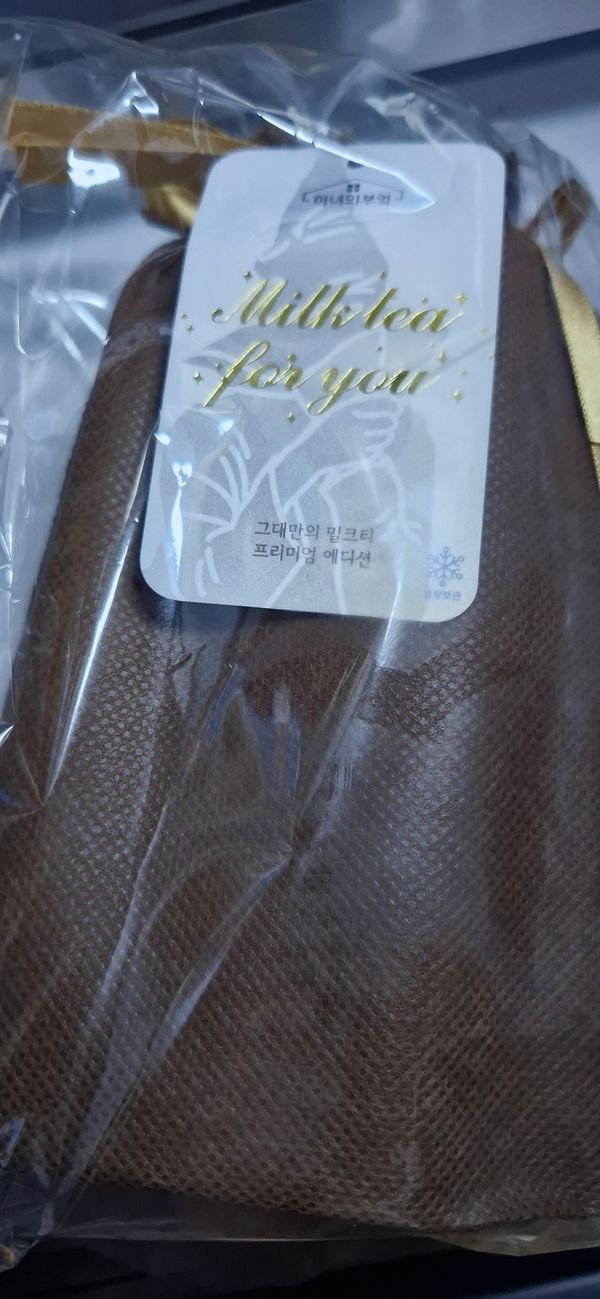 마녀의부엌
Milk tea
for you
그대만의 밀크티
프리미엄 에디션